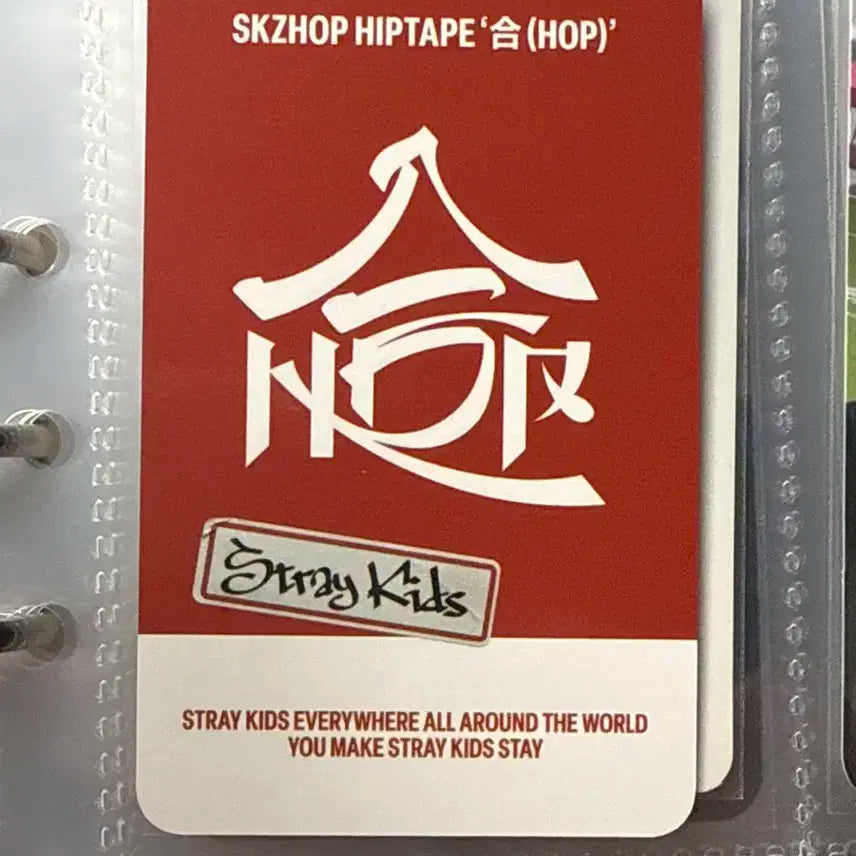 SKZHOP HIPTAPE ‘合 (HOP)’
合
HOP
Stray Kids
STRAY KIDS EVERYWHERE ALL AROUND THE WORLD
YOU MAKE STRAY KIDS STAY